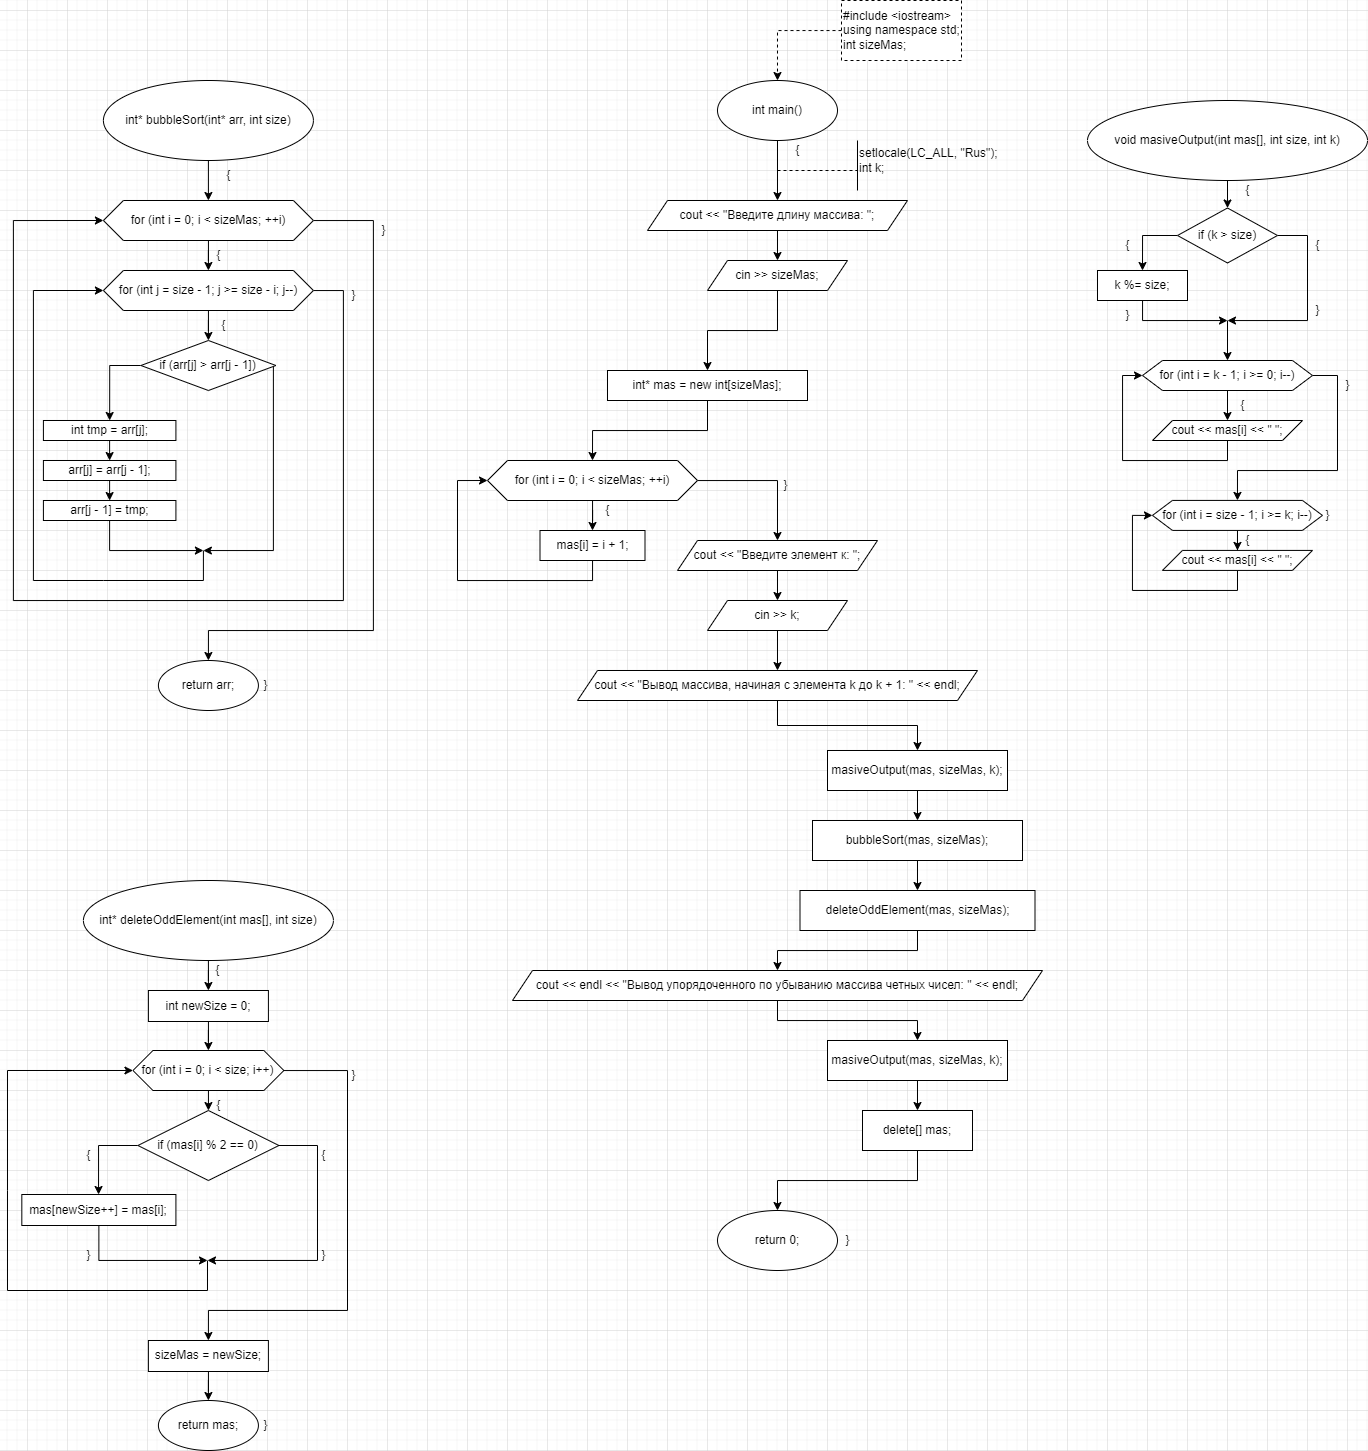 #include <iostream>
using namespace std;
int sizeMas;
int main()
{
setlocale(LC_ALL, "Rus");
int k;
cout << "Введите длину массива: ";
cin >> sizeMas;
int* mas = new int[sizeMas];
for (int i = 0; i < sizeMas; ++i)
{
mas[i] = i + 1;
}
cout << "Введите элемент к: ";
cin >> k;
cout << "Вывод массива, начиная с элемента k до k + 1: " << endl;
masiveOutput(mas, sizeMas, k);
bubbleSort(mas, sizeMas);
deleteOddElement(mas, sizeMas);
cout << endl << "Вывод упорядоченного по убыванию массива четных чисел: " << endl;
masiveOutput(mas, sizeMas, k);
delete[] mas;
return 0;
}
int* bubbleSort(int* arr, int size)
{
for (int i = 0; i < sizeMas; ++i)
}
{
for (int j = size - 1; j >= size - i; j--)
}
{
if (arr[j] > arr[j - 1])
int tmp = arr[j];
arr[j] = arr[j - 1];
arr[j - 1] = tmp;
return arr;
}
int* deleteOddElement(int mas[], int size)
{
int newSize = 0;
for (int i = 0; i < size; i++)
}
{
if (mas[i] % 2 == 0)
{
{
mas[newSize++] = mas[i];
}
}
sizeMas = newSize;
return mas;
}
void masiveOutput(int mas[], int size, int k)
{
if (k > size)
{
{
k %= size;
}
}
for (int i = k - 1; i >= 0; i--)
}
{
cout << mas[i] << " ";
for (int i = size - 1; i >= k; i--)
}
{
cout << mas[i] << " ";